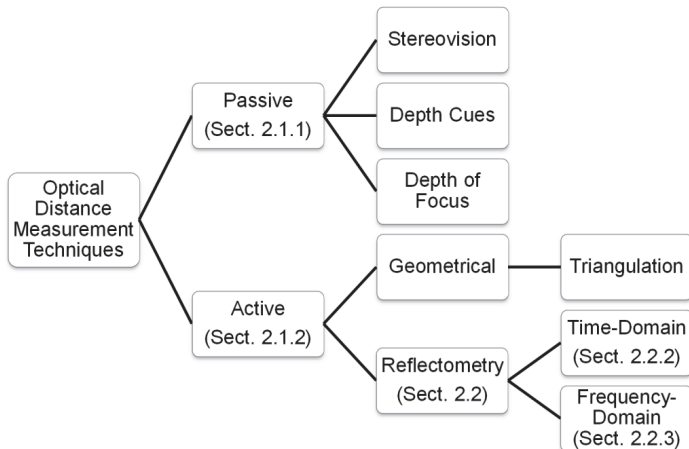 Optical
Distance
Measurement
Techniques
Passive
(Sect. 2.1.1)
Stereovision
Depth Cues
Depth of
Focus
Active
(Sect. 2.1.2)
Geometrical
Triangulation
Reflectometry
(Sect. 2.2)
Time-Domain
(Sect. 2.2.2)
Frequency-
Domain
(Sect. 2.2.3)